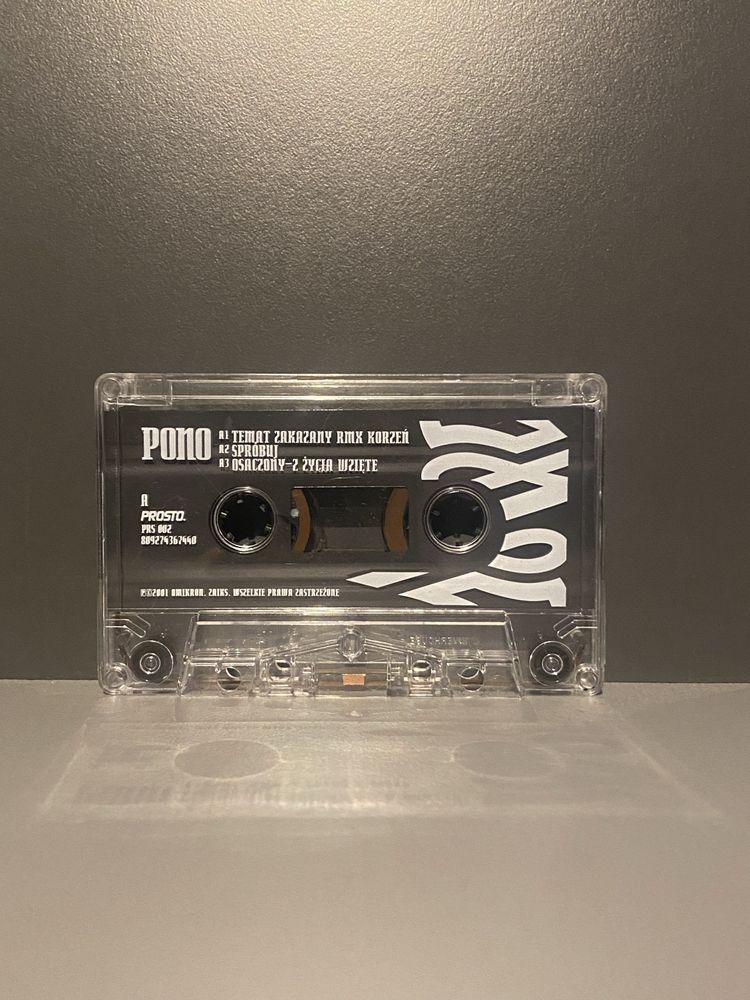 PONO
A1 TEMAT ZAKAZANY RMX KORZEŃ
A2 SPRÓBUJ
A3 OSACZONY-Z ŻYCIA WZIĘTE
A
PROSTO.
PRS 002
809274367440
℗©2001 OMIKRON. ZAIKS. WSZELKIE PRAWA ZASTRZEŻONE